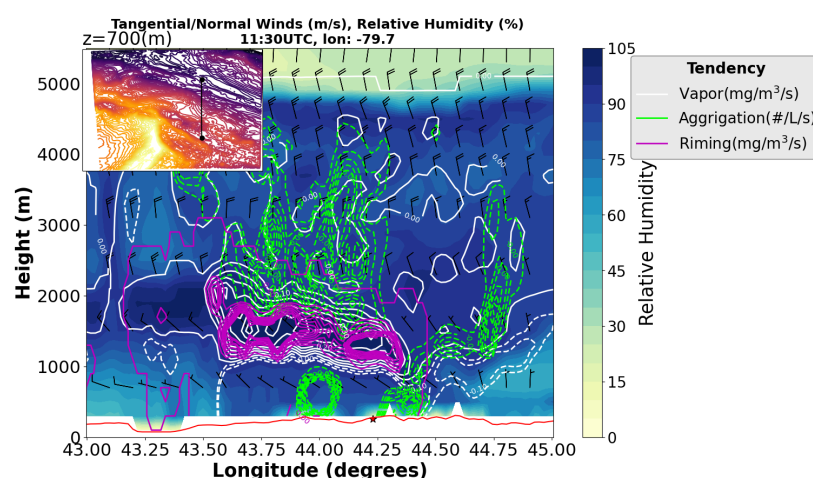 Tangential/Normal Winds (m/s), Relative Humidity (%)
z=700(m)
11:30UTC, lon: -79.7
5000
4000
3000
2000
1000
0
Height (m)
43.00 43.25 43.50 43.75 44.00 44.25 44.50 44.75 45.00
Longitude (degrees)
105
90
75
60
45
30
15
0
Relative Humidity
Tendency
Vapor(mg/m³/s)
Aggrigation(#/L/s)
Riming(mg/m³/s)
0.00
0.00
0.00
0.00
0.00